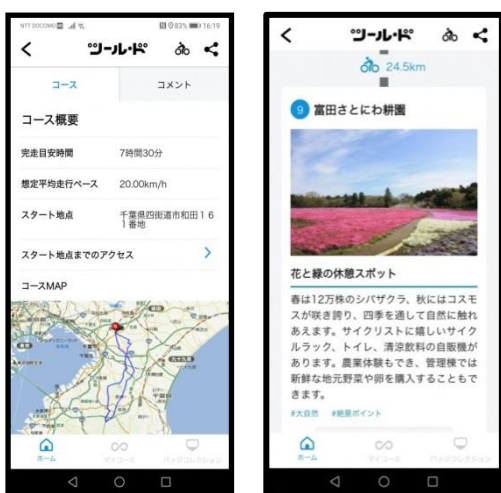 NTT DOCOMO
83% 16:19
ツール・ド
コース
コメント
コース概要
完走目安時間 7時間30分
想定平均走行ペース 20.00km/h
スタート地点 千葉県四街道市和田16
1番地
スタート地点までのアクセス
コースMAP
ホーム
マイコース
バッジコレクション
ツール・ド
24.5km
9 富田さとにわ耕園
花と緑の休憩スポット
春は12万株のシバザクラ、秋にはコスモ
スが咲き誇り、四季を通して自然に触れ
あえます。サイクリストに嬉しいサイク
ルラック、トイレ、清涼飲料の自販機が
あります。農業体験もでき、管理棟では
新鮮な地元野菜や卵を購入することもで
きます。
#大自然 #絶景ポイント
ホーム
マイコース
バッジコレクション